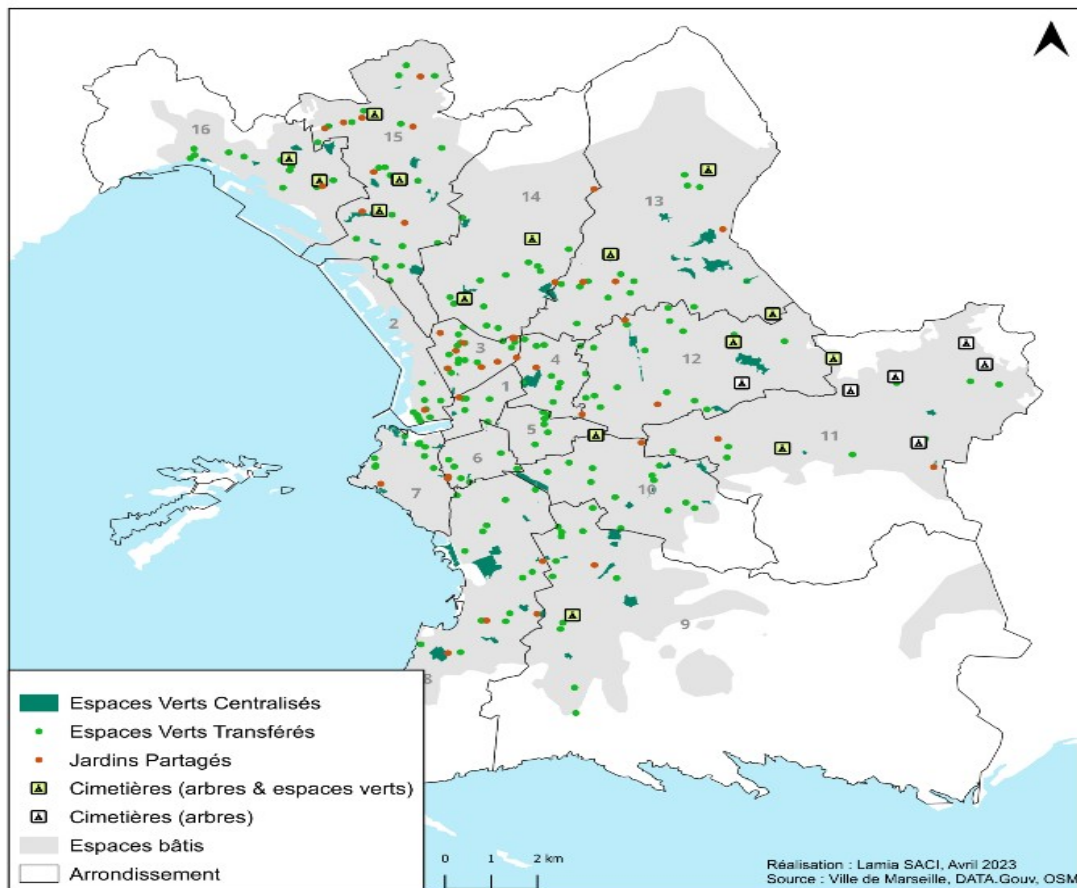 16
15
14
13
2
3
4
12
1
5
11
6
7
10
9
8
Espaces Verts Centralisés
Espaces Verts Transférés
Jardins Partagés
Cimetières (arbres & espaces verts)
Cimetières (arbres)
Espaces bâtis
Arrondissement
0 1 2 km
Réalisation : Lamia SACI, Avril 2023
Source : Ville de Marseille, DATA.Gouv, OSM